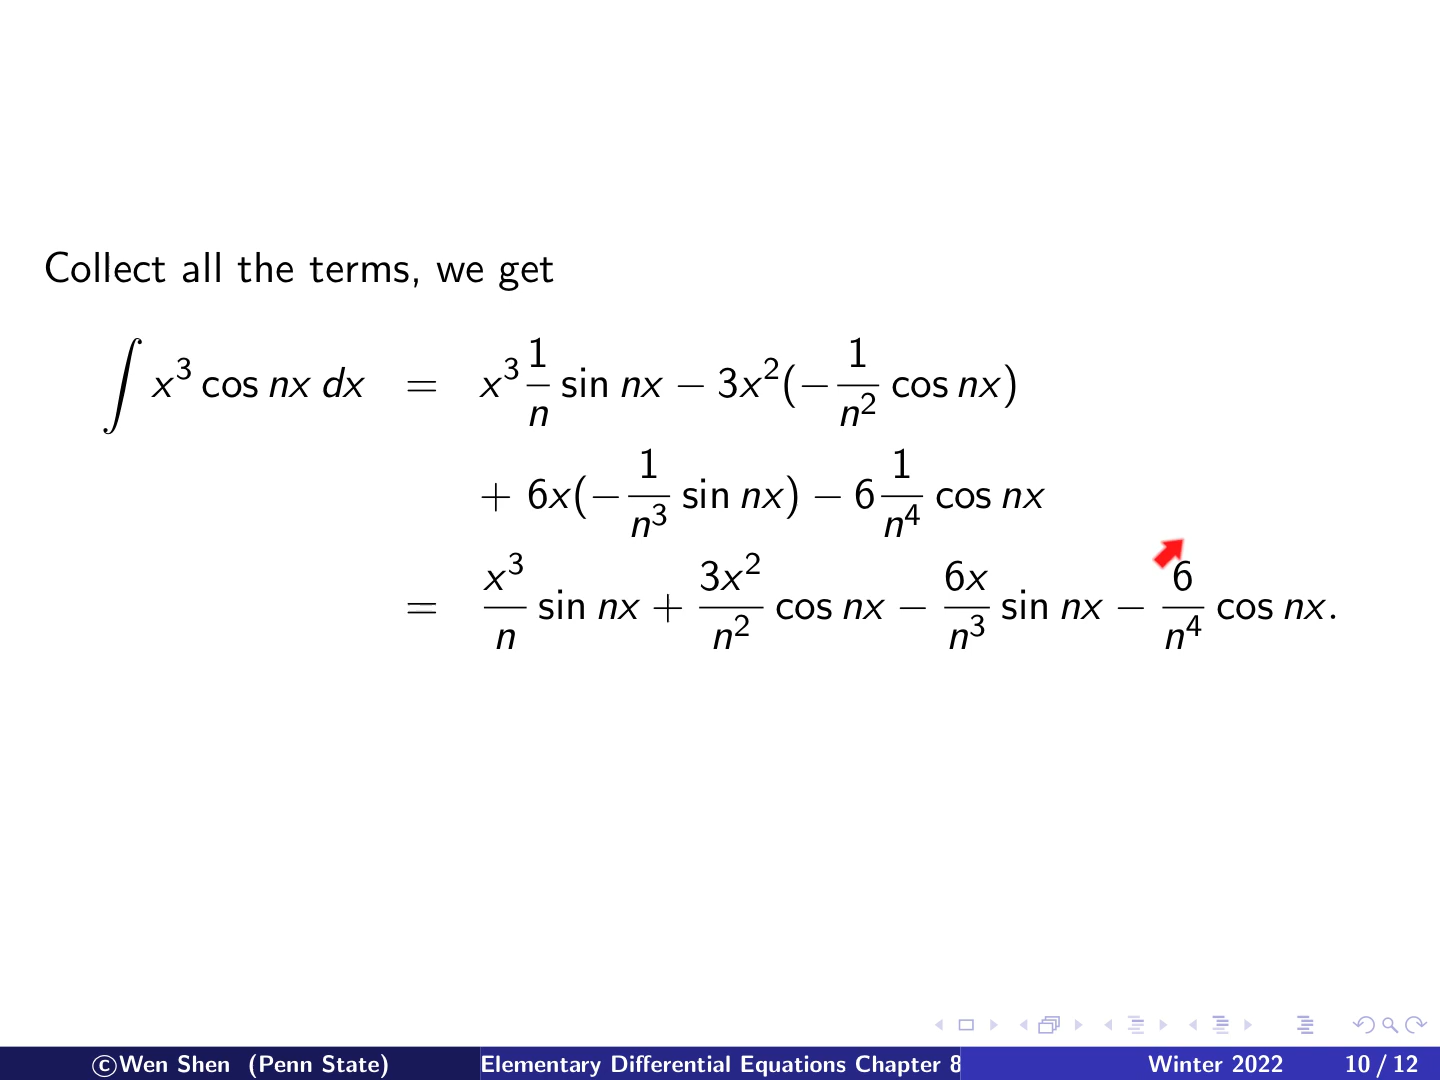 Collect all the terms, we get
∫ x³ cos nx dx = x³ 1/n sin nx − 3x²(− 1/n² cos nx)
+ 6x(− 1/n³ sin nx) − 6 1/n⁴ cos nx
= x³/n sin nx + 3x²/n² cos nx − 6x/n³ sin nx − 6/n⁴ cos nx.
©Wen Shen (Penn State) Elementary Differential Equations Chapter 8 Winter 2022 10 / 12